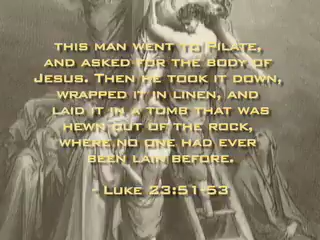 This man went to Pilate,
and asked for the body of
Jesus. Then he took it down,
wrapped it in linen, and
laid it in a tomb that was
hewn out of the rock,
where no one had ever
been lain before.
- Luke 23:51-53